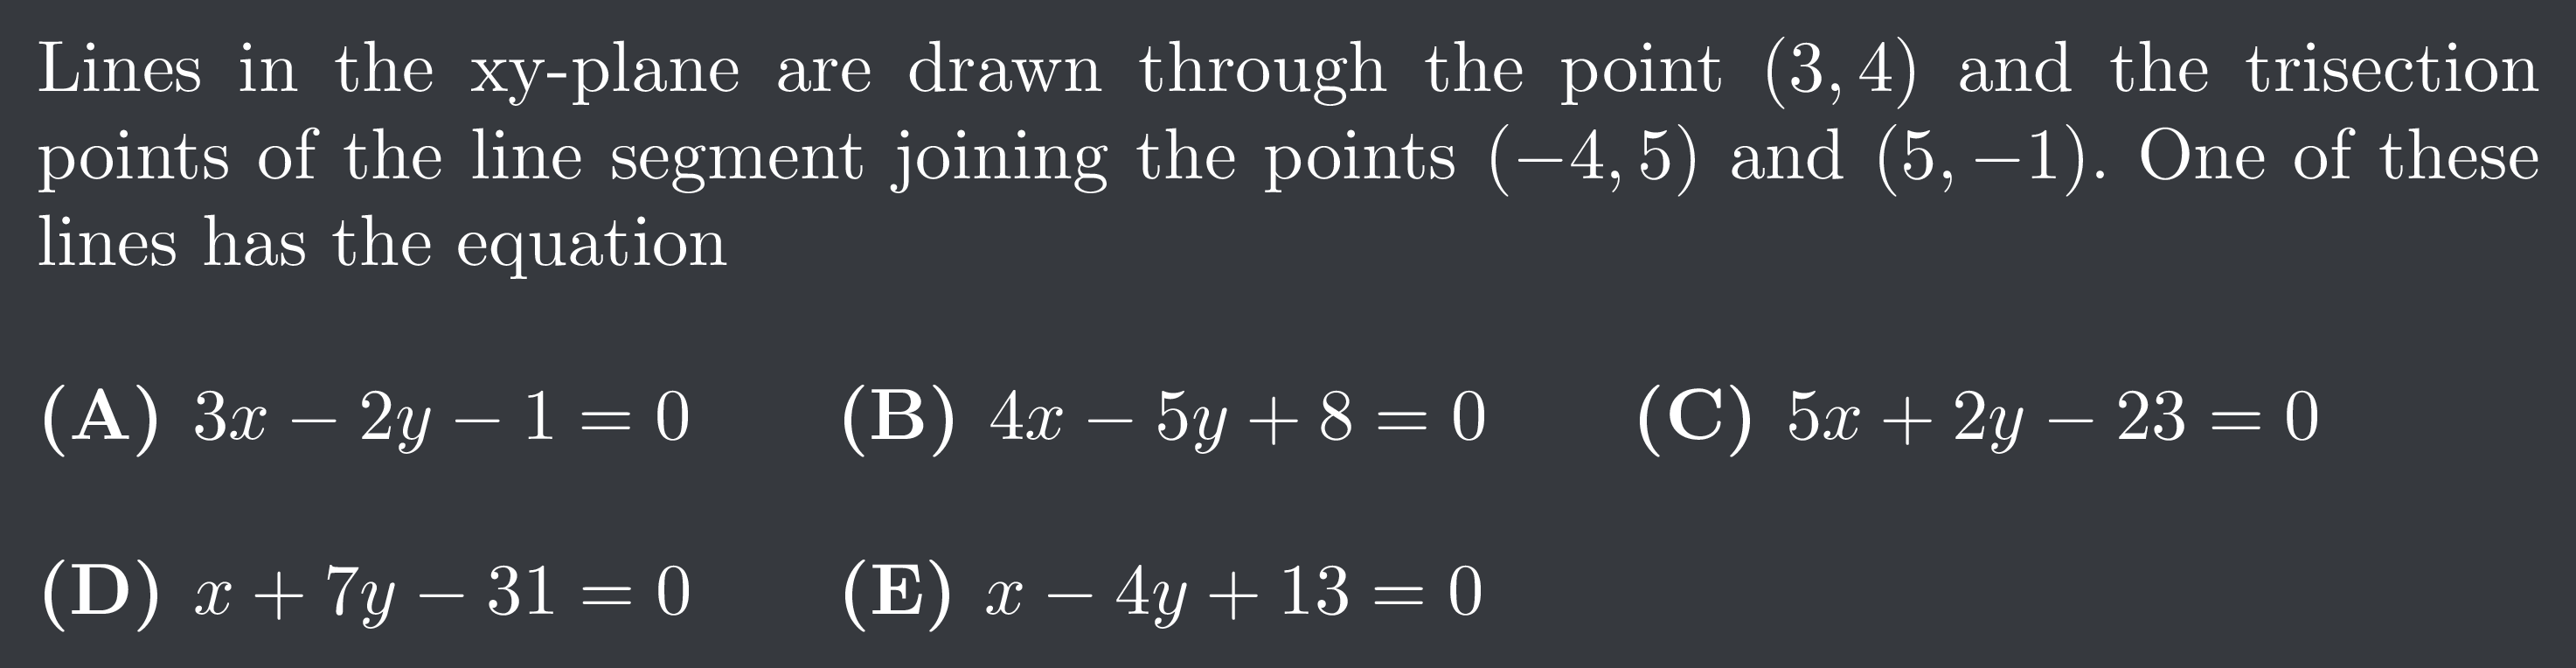 Lines in the xy-plane are drawn through the point (3, 4) and the trisection
points of the line segment joining the points (−4, 5) and (5, −1). One of these
lines has the equation
(A) 3x − 2y − 1 = 0 (B) 4x − 5y + 8 = 0 (C) 5x + 2y − 23 = 0
(D) x + 7y − 31 = 0 (E) x − 4y + 13 = 0